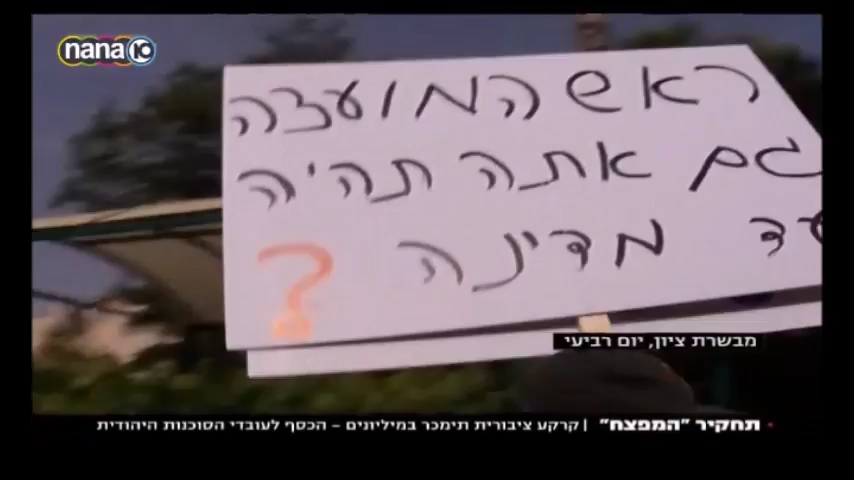 nana10
ראש המועצה
גם אתה תהיה
עד מדינה ?
מבשרת ציון, יום רביעי
תחקיר "המפצח" | קרקע ציבורית תימכר במיליונים – הכסף לעובדי הסוכנות היהודית